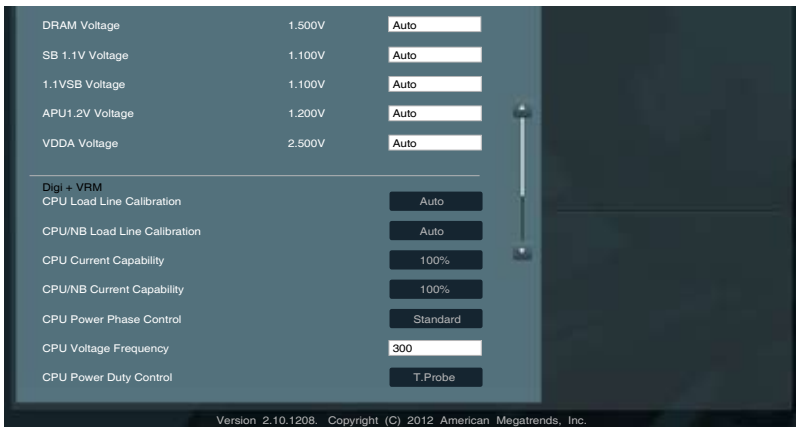 DRAM Voltage 1.500V Auto
SB 1.1V Voltage 1.100V Auto
1.1VSB Voltage 1.100V Auto
APU1.2V Voltage 1.200V Auto
VDDA Voltage 2.500V Auto
Digi + VRM
CPU Load Line Calibration Auto
CPU/NB Load Line Calibration Auto
CPU Current Capability 100%
CPU/NB Current Capability 100%
CPU Power Phase Control Standard
CPU Voltage Frequency 300
CPU Power Duty Control T.Probe
Version 2.10.1208. Copyright (C) 2012 American Megatrends, Inc.